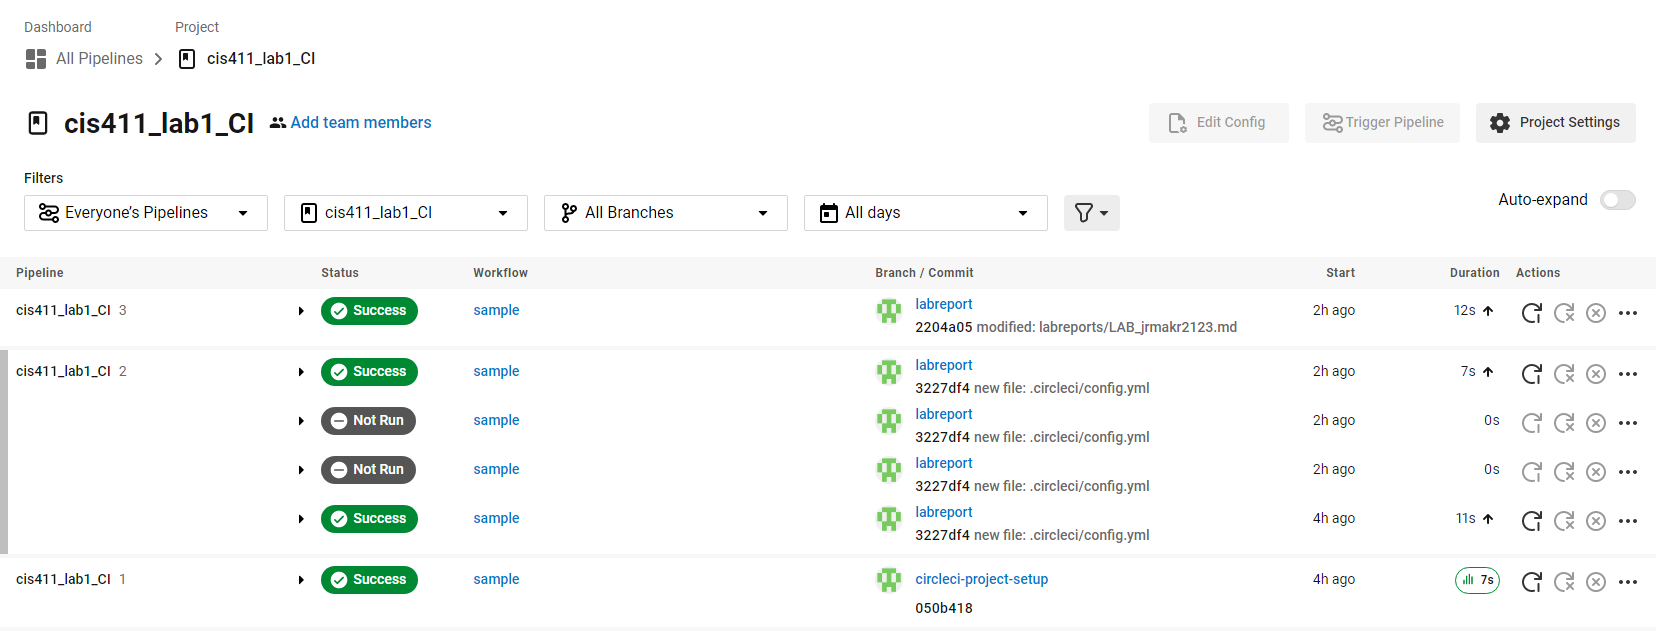 Dashboard Project
All Pipelines cis411_lab1_CI
cis411_lab1_CI Add team members Edit Config Trigger Pipeline Project Settings
Filters
Everyone's Pipelines cis411_lab1_CI All Branches All days Auto-expand
Pipeline Status Workflow Branch / Commit Start Duration Actions
cis411_lab1_CI 3 Success sample labreport 2h ago 12s
2204a05 modified: labreports/LAB_jrmakr2123.md
cis411_lab1_CI 2 Success sample labreport 2h ago 7s
3227df4 new file: .circleci/config.yml
Not Run sample labreport 2h ago 0s
3227df4 new file: .circleci/config.yml
Not Run sample labreport 2h ago 0s
3227df4 new file: .circleci/config.yml
Success sample labreport 4h ago 11s
3227df4 new file: .circleci/config.yml
cis411_lab1_CI 1 Success sample circleci-project-setup 4h ago 7s
050b418